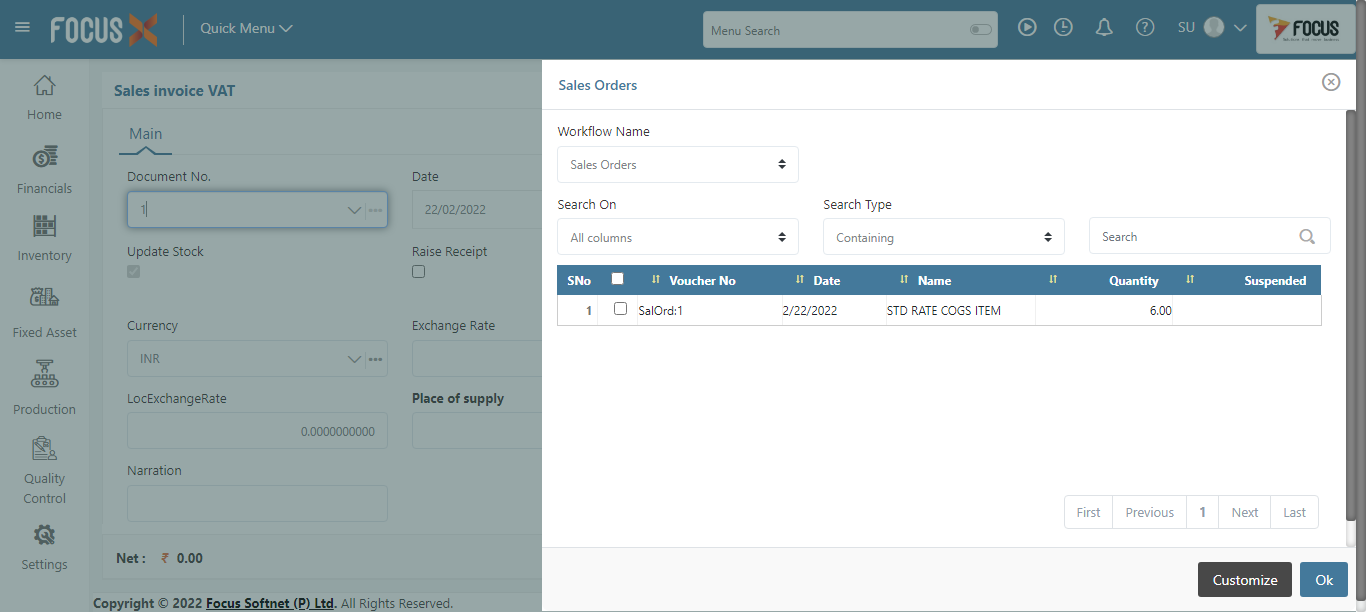 FOCUS X
Quick Menu
Menu Search
SU
FOCUS
Home
Financials
Inventory
Fixed Asset
Production
Quality
Control
Settings
Sales invoice VAT
Main
Document No.
Date
1
22/02/2022
Update Stock
Raise Receipt
Currency
Exchange Rate
INR
LocExchangeRate
Place of supply
0.0000000000
Narration
Net : ₹ 0.00
Copyright © 2022 Focus Softnet (P) Ltd. All Rights Reserved.
Sales Orders
Workflow Name
Sales Orders
Search On
Search Type
All columns
Containing
Search
SNo Voucher No Date Name Quantity Suspended
1 SalOrd:1 2/22/2022 STD RATE COGS ITEM 6.00
First Previous 1 Next Last
Customize Ok